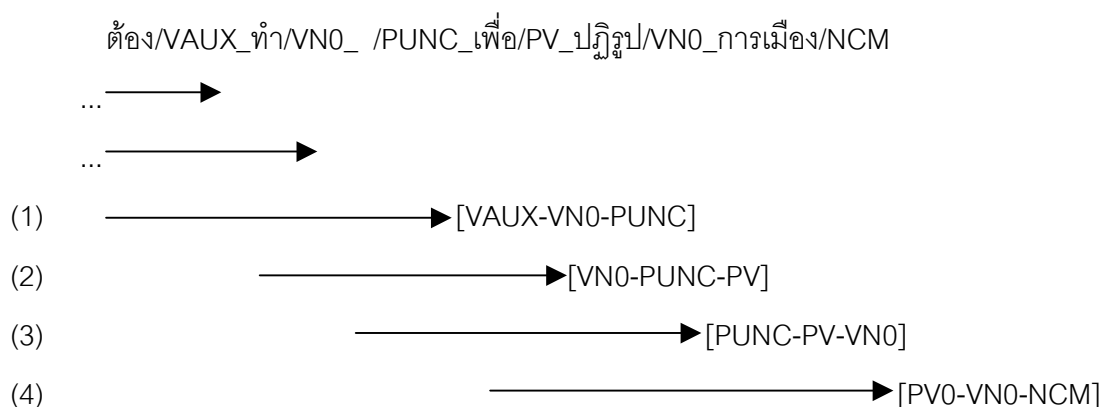 ต้อง/VAUX_ทำ/VN0_ /PUNC_เพื่อ/PV_ปฏิรูป/VN0_การเมือง/NCM
...
...
(1) [VAUX-VN0-PUNC]
(2) [VN0-PUNC-PV]
(3) [PUNC-PV-VN0]
(4) [PV0-VN0-NCM]